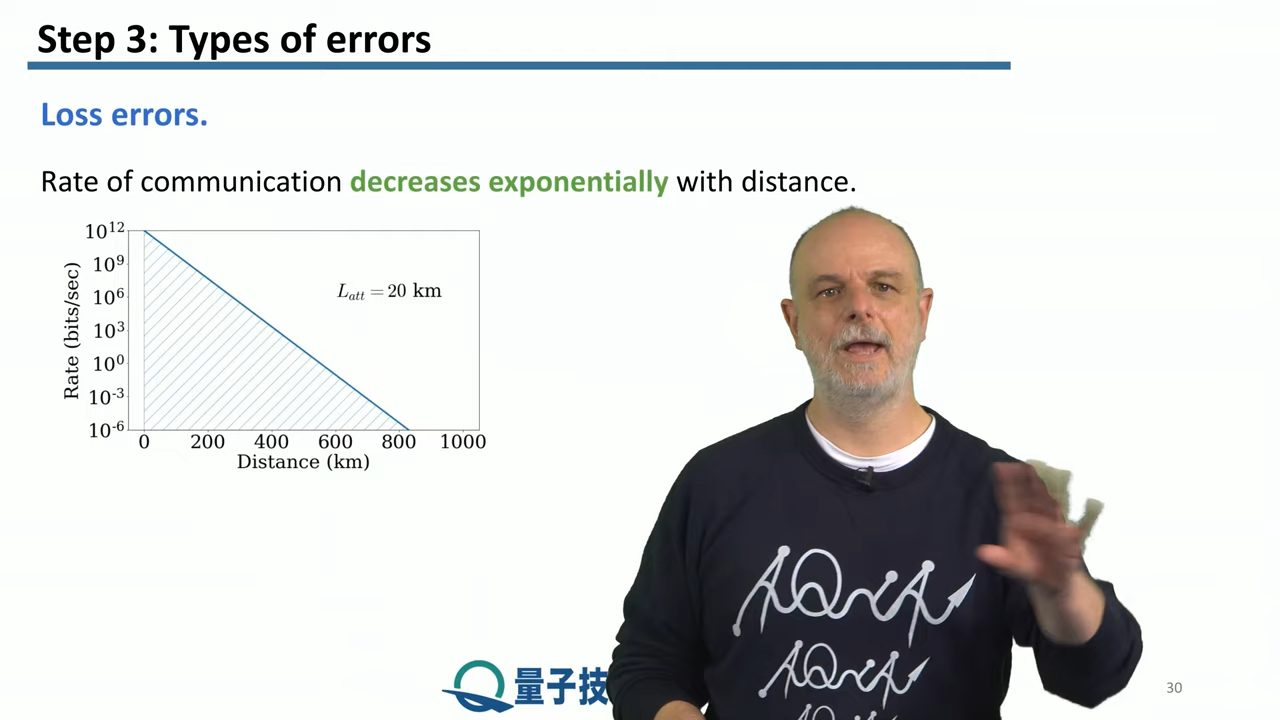 Step 3: Types of errors
Loss errors.
Rate of communication decreases exponentially with distance.
10^12
10^9
10^6
10^3
10^0
10^-3
10^-6
Rate (bits/sec)
L_att = 20 km
0 200 400 600 800 1000
Distance (km)
AQUA
AQUA
量子技
30